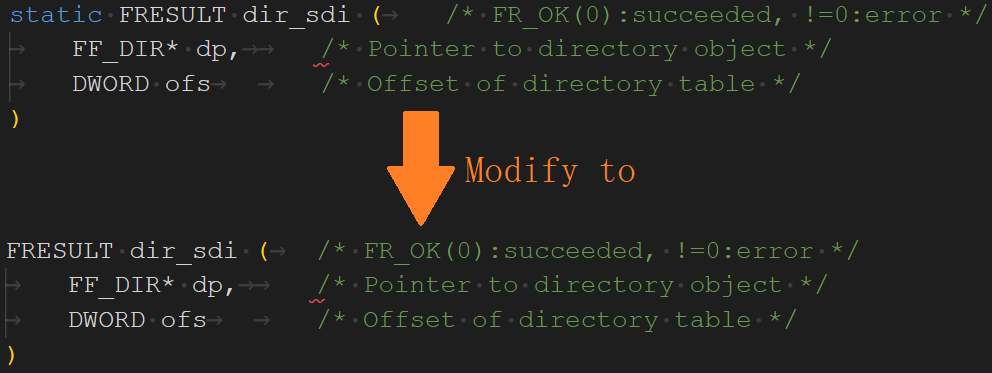 static FRESULT dir_sdi ( /* FR_OK(0):succeeded, !=0:error */
FF_DIR* dp, /* Pointer to directory object */
DWORD ofs /* Offset of directory table */
)
Modify to
FRESULT dir_sdi ( /* FR_OK(0):succeeded, !=0:error */
FF_DIR* dp, /* Pointer to directory object */
DWORD ofs /* Offset of directory table */
)